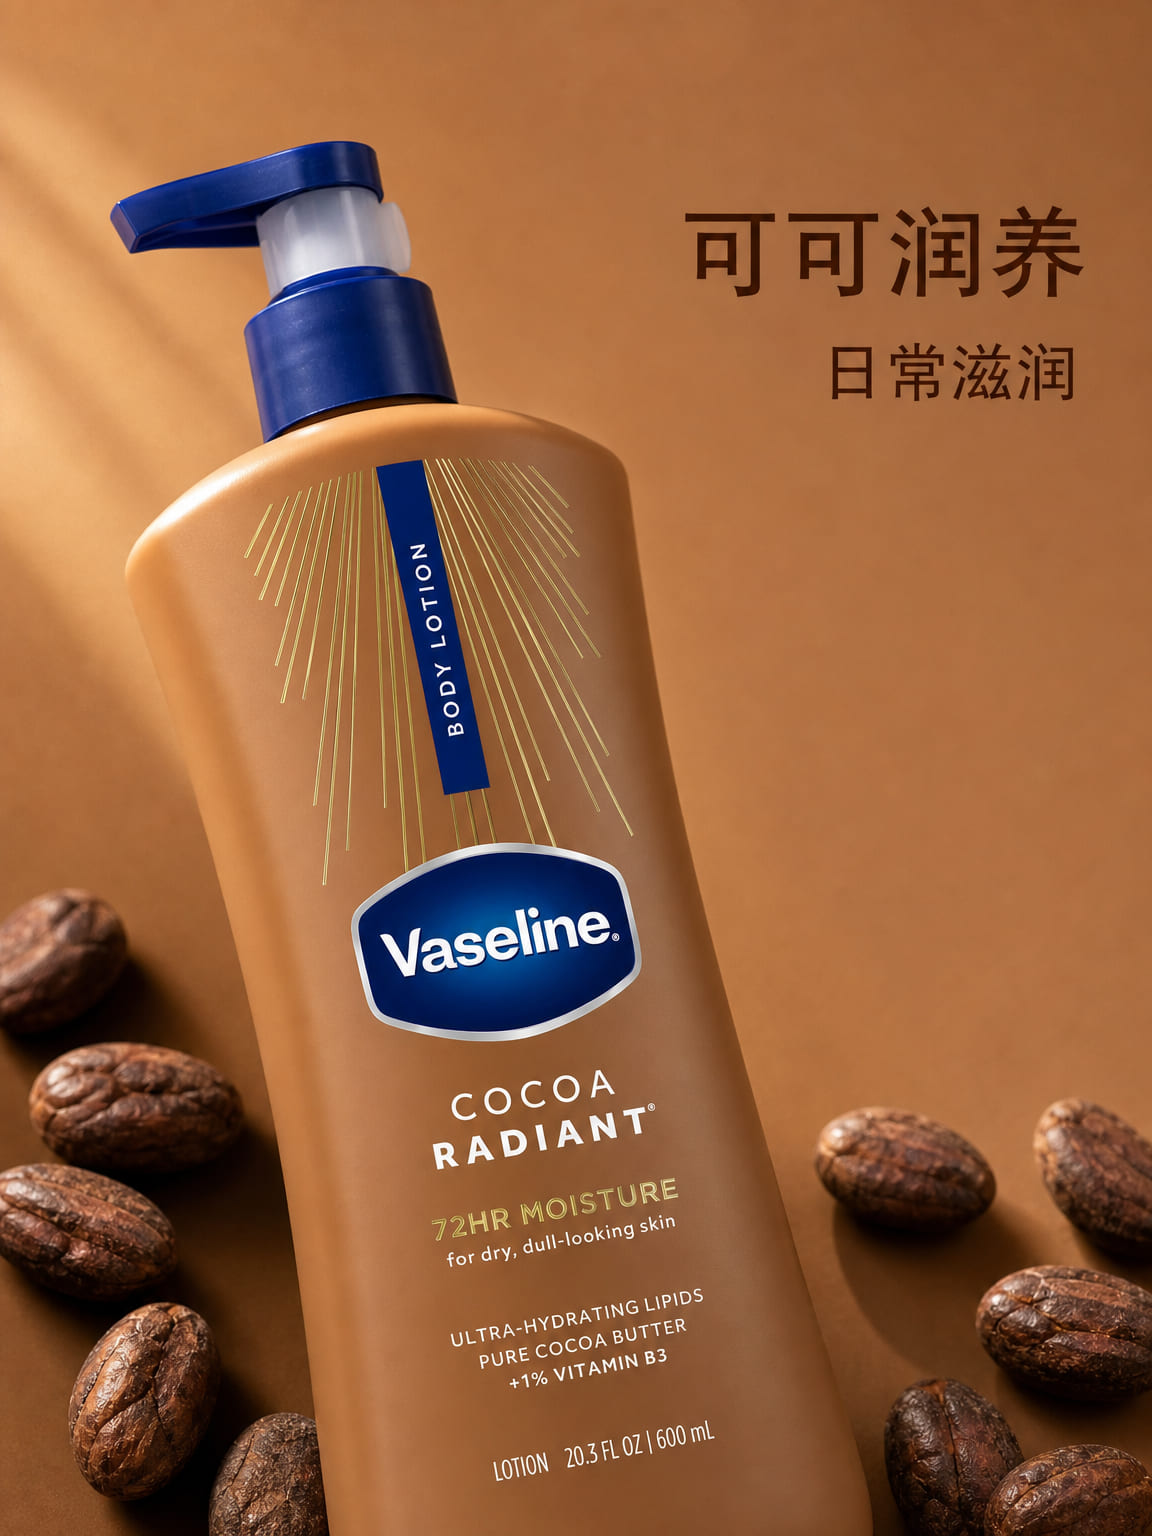 可可润养
日常滋润
BODY LOTION
Vaseline®
COCOA
RADIANT®
72HR MOISTURE
for dry, dull-looking skin
ULTRA-HYDRATING LIPIDS
PURE COCOA BUTTER
+1% VITAMIN B3
LOTION 20.3 FL OZ | 600 mL